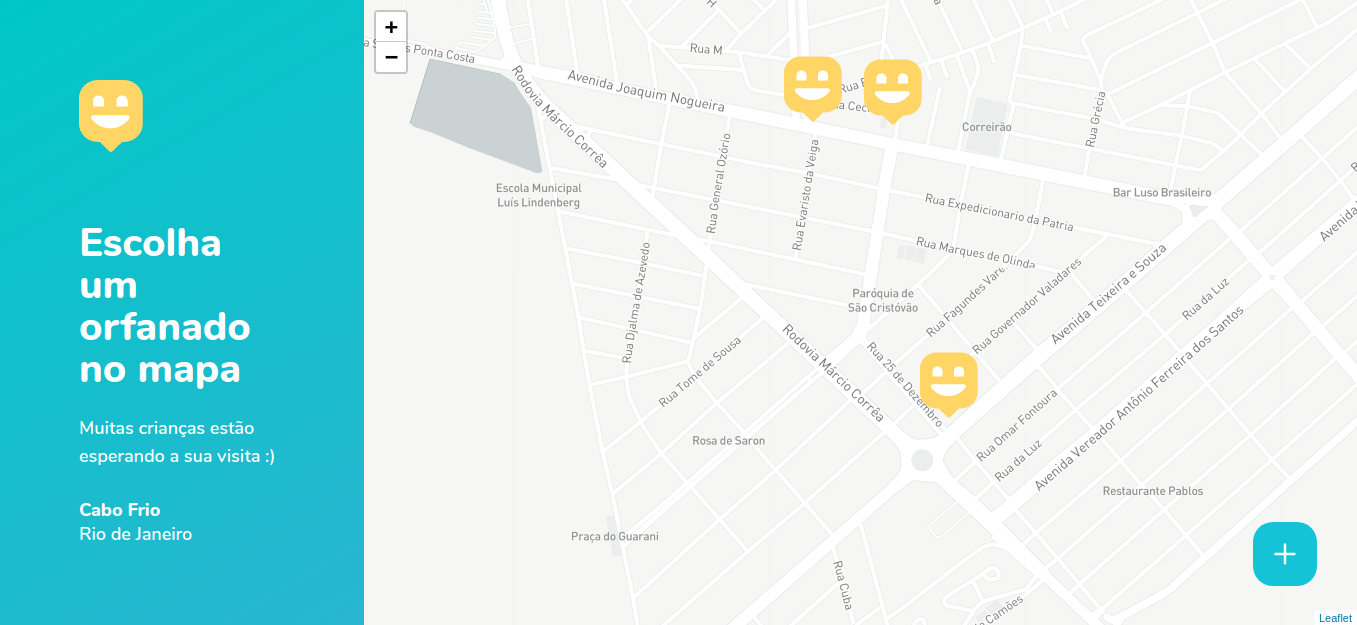 Escolha
um
orfanado
no mapa
Muitas crianças estão
esperando a sua visita :)
Cabo Frio
Rio de Janeiro
+
−
Ponta Costa
Rua M
Avenida Joaquim Nogueira
Rodovia Márcio Corrêa
Correirão
Rua Grécia
Escola Municipal
Luís Lindenberg
Rua General Ozório
Rua Evaristo da Veiga
Bar Luso Brasileiro
Rua Expedicionario da Patria
Rua Marques de Olinda
Rua Djalma de Azevedo
Paróquia de
São Cristóvão
Rua Fagundes Vare
Rua Governador Valadares
Avenida Teixeira e Souza
Rua da Luz
Avenida
Rua Tome de Sousa
Rodovia Márcio Corrêa
Rua 25 de Dezembro
Avenida Vereador Antônio Ferreira dos Santos
Rua Omar Fontoura
Rua da Luz
Rosa de Saron
Restaurante Pablos
Praça do Guarani
Rua Cuba
Camões
Leaflet